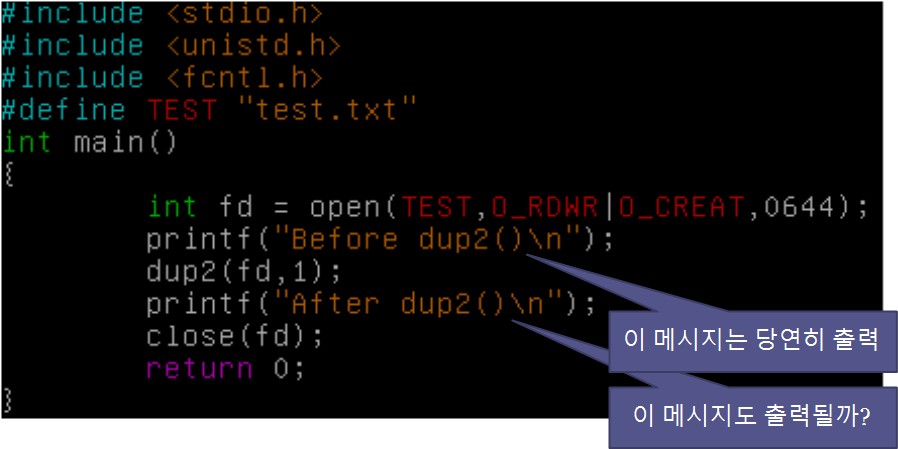 #include <stdio.h>
#include <unistd.h>
#include <fcntl.h>
#define TEST "test.txt"
int main()
{
        int fd = open(TEST,O_RDWR|O_CREAT,0644);
        printf("Before dup2()\n");
        dup2(fd,1);
        printf("After dup2()\n");
        close(fd);
        return 0;
}
이 메시지는 당연히 출력
이 메시지도 출력될까?